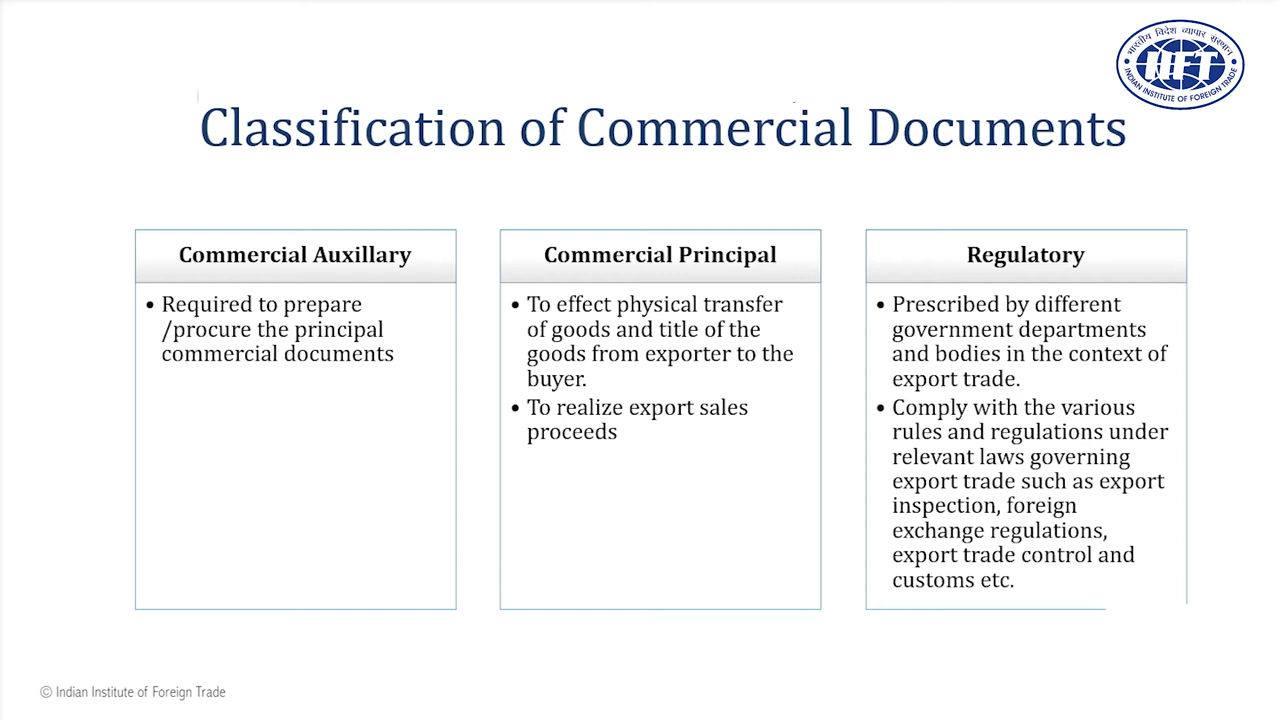 भारतीय विदेश व्यापार संस्थान
IIFT
INDIAN INSTITUTE OF FOREIGN TRADE
Classification of Commercial Documents
Commercial Auxillary
• Required to prepare
/procure the principal
commercial documents
Commercial Principal
• To effect physical transfer
of goods and title of the
goods from exporter to the
buyer.
• To realize export sales
proceeds
Regulatory
• Prescribed by different
government departments
and bodies in the context of
export trade.
• Comply with the various
rules and regulations under
relevant laws governing
export trade such as export
inspection, foreign
exchange regulations,
export trade control and
customs etc.
© Indian Institute of Foreign Trade